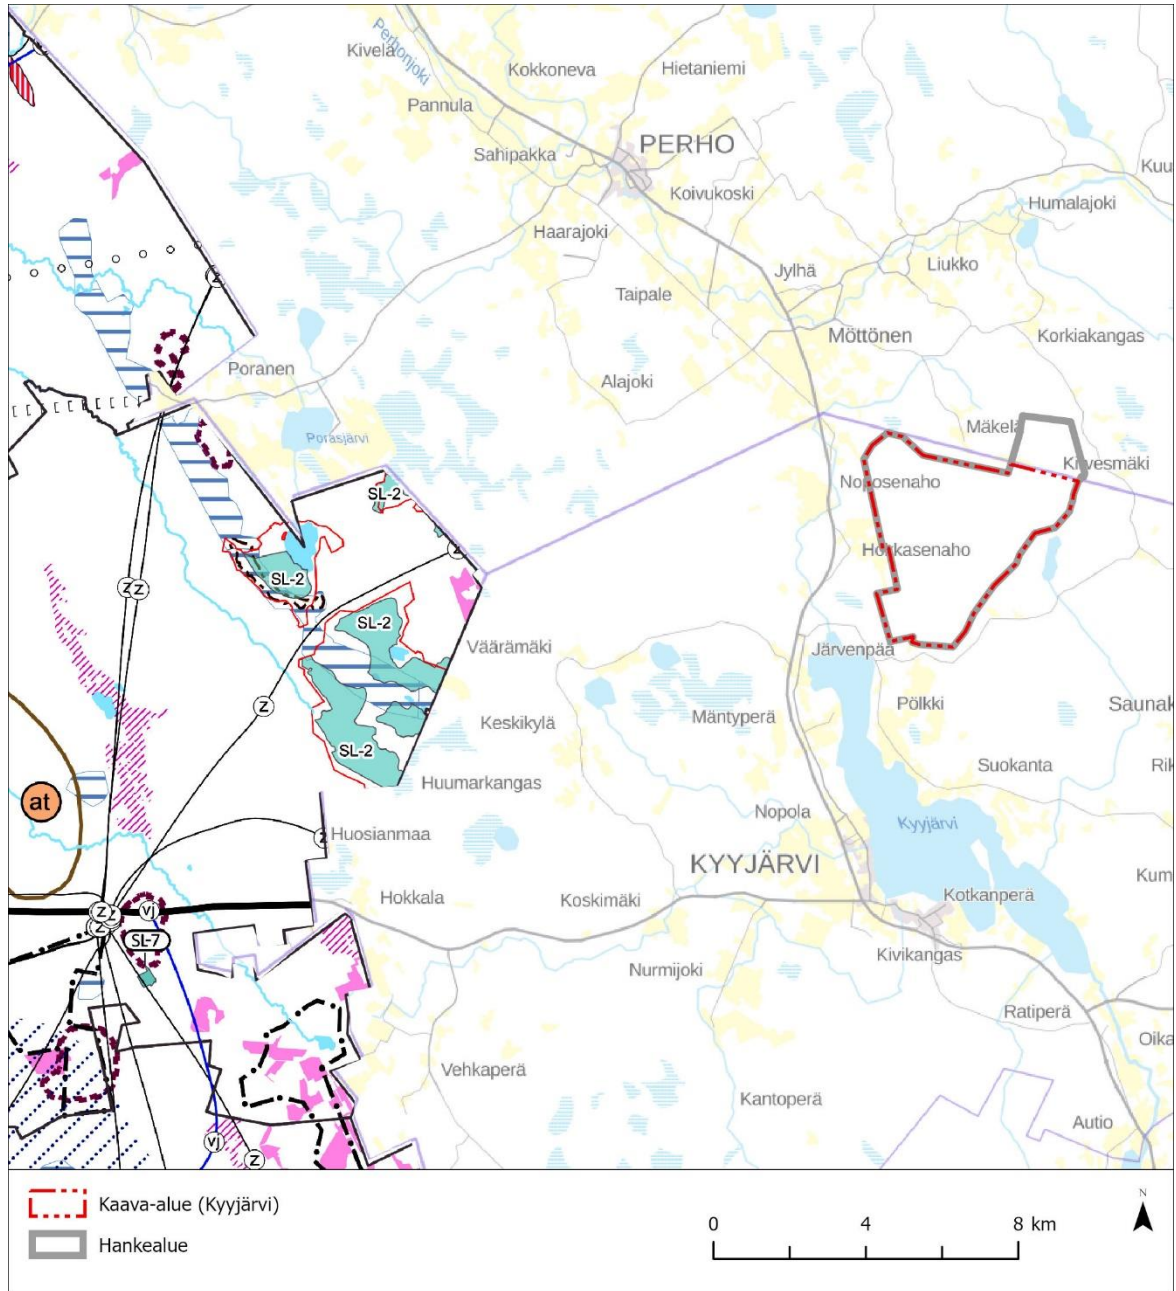 Perhonjoki
Kivelä
Kokkoneva
Hietaniemi
Pannula
Sahipakka
PERHO
Kuu
Koivukoski
Humalajoki
Haarajoki
Liukko
Jylhä
Z
Taipale
Möttönen
Korkiakangas
Poranen
Alajoki
Mäkelä
Porasjärvi
Kirvesmäki
Noposenaho
SL-2
Z
Hokkasenaho
SL-2
Z
Z
SL-2
Väärämäki
Järvenpää
Z
Mäntyperä
Pölkki
Saunak
Keskikylä
SL-2
Suokanta
Rik
Huumarkangas
at
Nopola
Kyyjärvi
Z
Huosianmaa
KYYJÄRVI
Kum
Hokkala
Koskimäki
Kotkanperä
Z
vj
Z
SL-7
Kivikangas
Nurmijoki
Ratiperä
Oika
Vehkaperä
Kantoperä
Autio
vj
Z
Kaava-alue (Kyyjärvi)
Hankealue
0 4 8 km
N